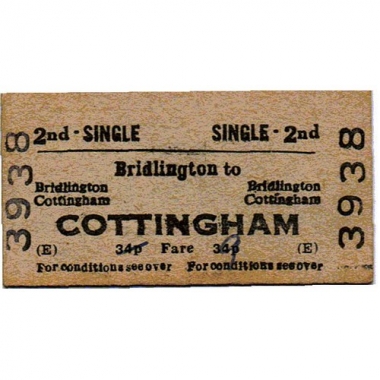 2nd - SINGLE SINGLE - 2nd
Bridlington to
Bridlington Bridlington
Cottingham Cottingham
COTTINGHAM
(E) 34p Fare 34p (E)
For conditions see over For conditions see over
3938
3938